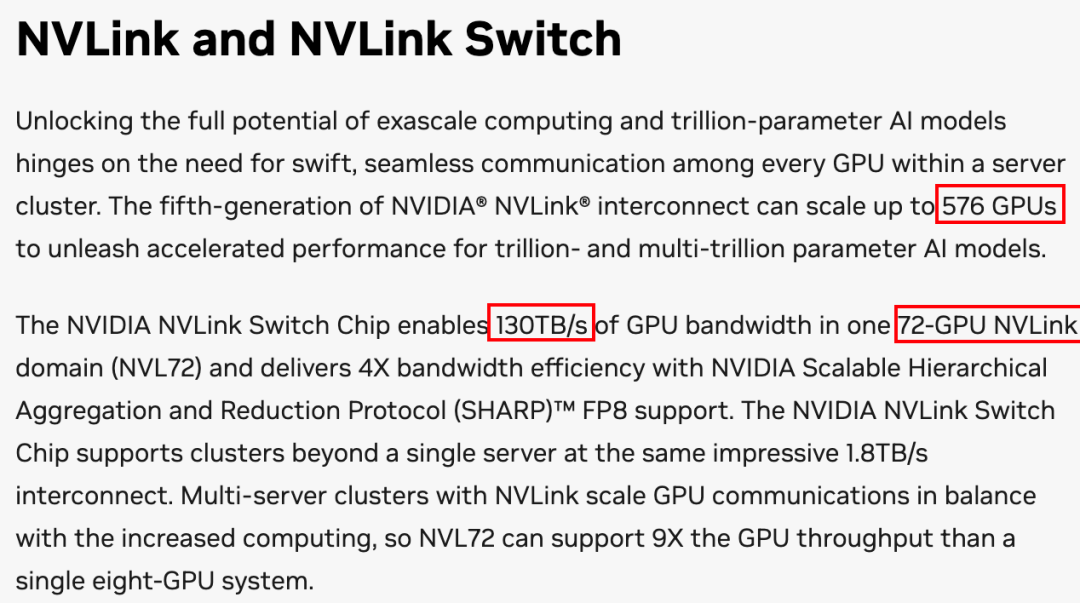 NVLink and NVLink Switch
Unlocking the full potential of exascale computing and trillion-parameter AI models
hinges on the need for swift, seamless communication among every GPU within a server
cluster. The fifth-generation of NVIDIA® NVLink® interconnect can scale up to 576 GPUs
to unleash accelerated performance for trillion- and multi-trillion parameter AI models.
The NVIDIA NVLink Switch Chip enables 130TB/s of GPU bandwidth in one 72-GPU NVLink
domain (NVL72) and delivers 4X bandwidth efficiency with NVIDIA Scalable Hierarchical
Aggregation and Reduction Protocol (SHARP)™ FP8 support. The NVIDIA NVLink Switch
Chip supports clusters beyond a single server at the same impressive 1.8TB/s
interconnect. Multi-server clusters with NVLink scale GPU communications in balance
with the increased computing, so NVL72 can support 9X the GPU throughput than a
single eight-GPU system.